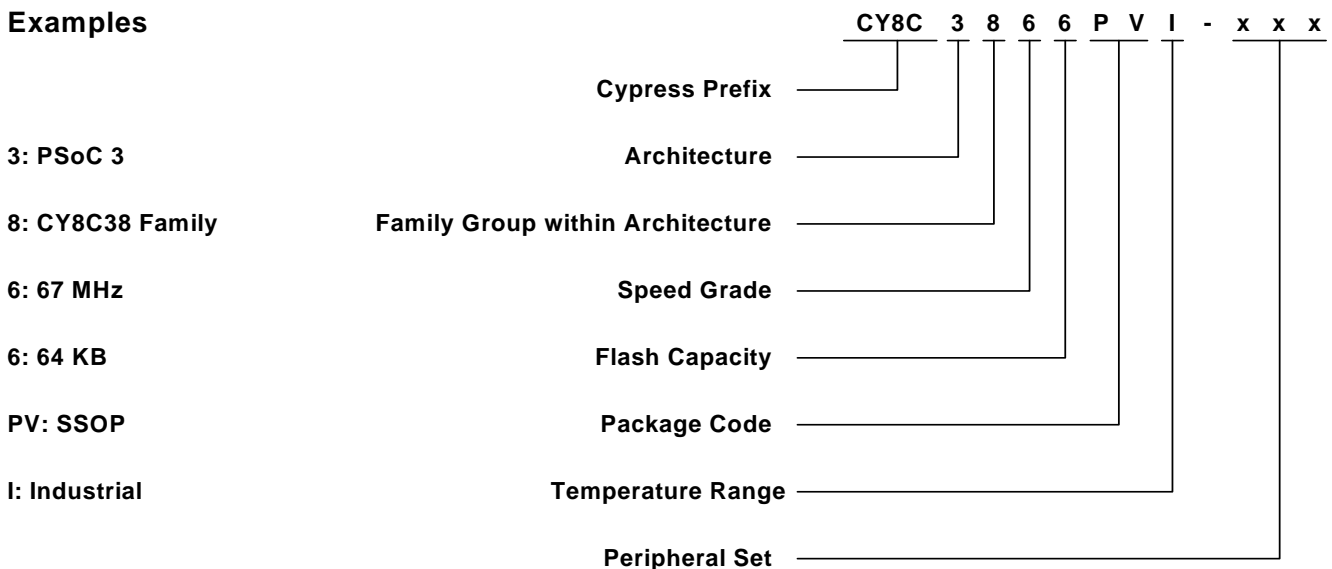 Examples CY8C 3 8 6 6 P V I - x x x
Cypress Prefix
3: PSoC 3 Architecture
8: CY8C38 Family Family Group within Architecture
6: 67 MHz Speed Grade
6: 64 KB Flash Capacity
PV: SSOP Package Code
I: Industrial Temperature Range
Peripheral Set